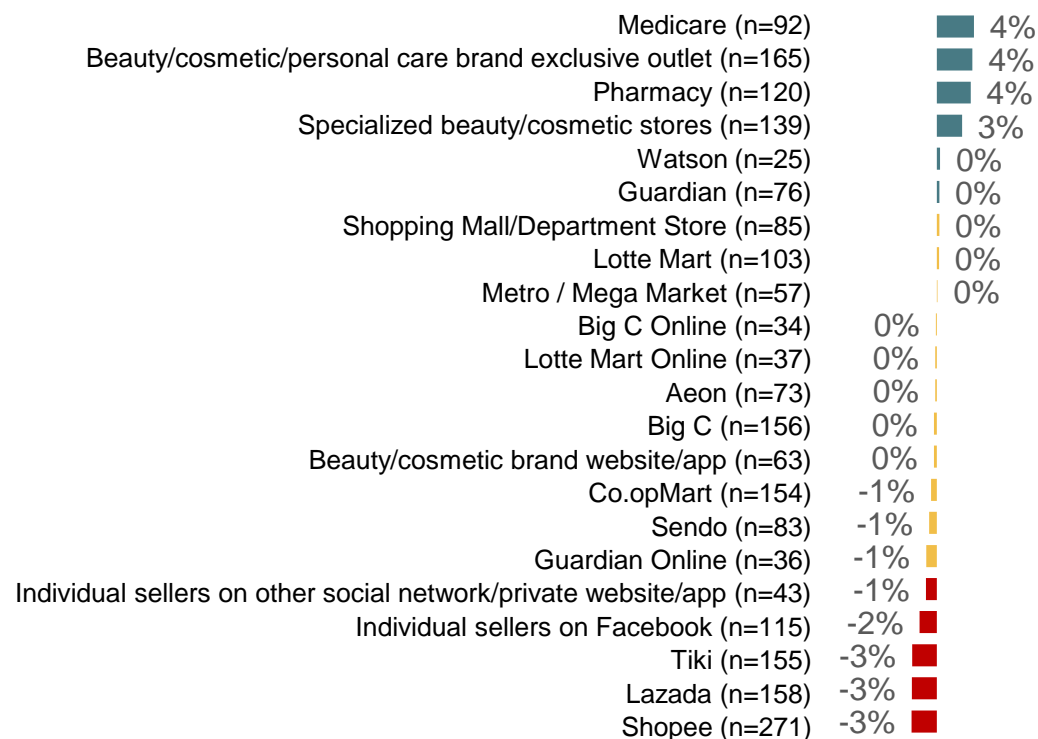 Medicare (n=92) 4%
Beauty/cosmetic/personal care brand exclusive outlet (n=165) 4%
Pharmacy (n=120) 4%
Specialized beauty/cosmetic stores (n=139) 3%
Watson (n=25) 0%
Guardian (n=76) 0%
Shopping Mall/Department Store (n=85) 0%
Lotte Mart (n=103) 0%
Metro / Mega Market (n=57) 0%
Big C Online (n=34) 0%
Lotte Mart Online (n=37) 0%
Aeon (n=73) 0%
Big C (n=156) 0%
Beauty/cosmetic brand website/app (n=63) 0%
Co.opMart (n=154) -1%
Sendo (n=83) -1%
Guardian Online (n=36) -1%
Individual sellers on other social network/private website/app (n=43) -1%
Individual sellers on Facebook (n=115) -2%
Tiki (n=155) -3%
Lazada (n=158) -3%
Shopee (n=271) -3%